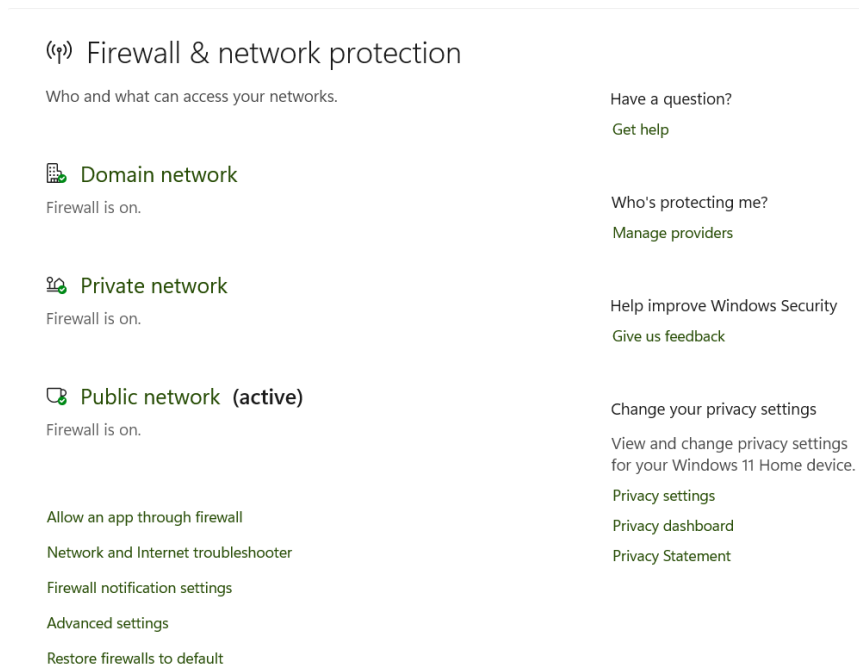 Firewall & network protection
Who and what can access your networks.
Domain network
Firewall is on.
Private network
Firewall is on.
Public network (active)
Firewall is on.
Allow an app through firewall
Network and Internet troubleshooter
Firewall notification settings
Advanced settings
Restore firewalls to default
Have a question?
Get help
Who's protecting me?
Manage providers
Help improve Windows Security
Give us feedback
Change your privacy settings
View and change privacy settings
for your Windows 11 Home device.
Privacy settings
Privacy dashboard
Privacy Statement